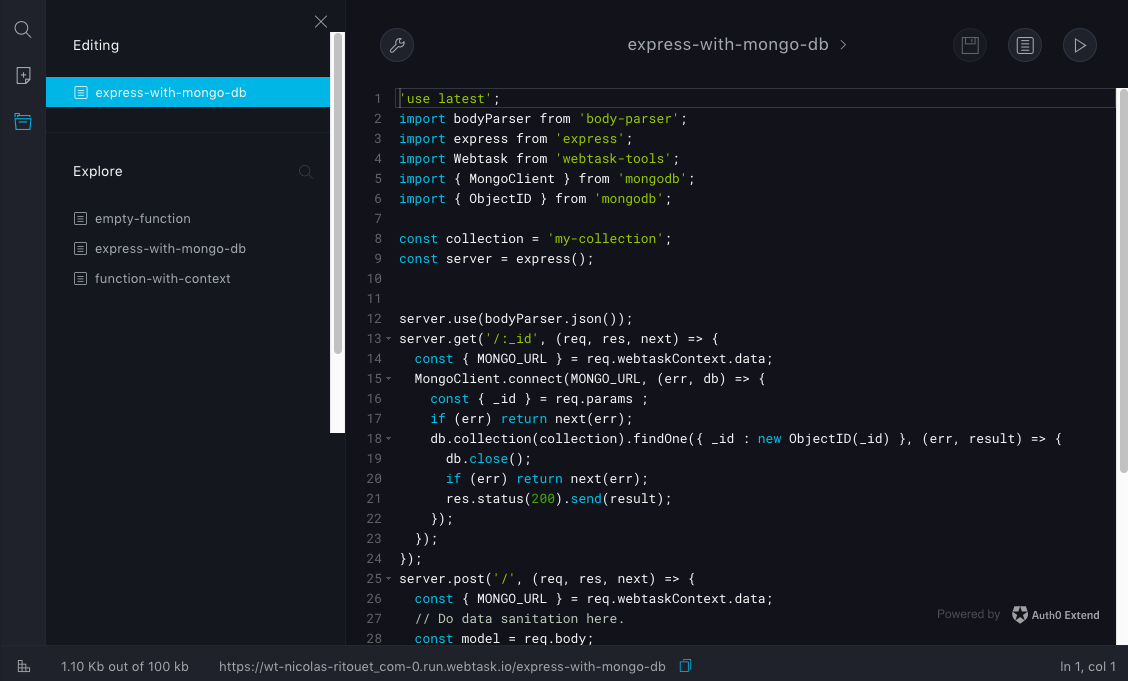 Editing
express-with-mongo-db
Explore
empty-function
express-with-mongo-db
function-with-context
express-with-mongo-db
1 'use latest';
2 import bodyParser from 'body-parser';
3 import express from 'express';
4 import Webtask from 'webtask-tools';
5 import { MongoClient } from 'mongodb';
6 import { ObjectID } from 'mongodb';
7
8 const collection = 'my-collection';
9 const server = express();
10
11
12 server.use(bodyParser.json());
13 server.get('/:_id', (req, res, next) => {
14   const { MONGO_URL } = req.webtaskContext.data;
15   MongoClient.connect(MONGO_URL, (err, db) => {
16     const { _id } = req.params ;
17     if (err) return next(err);
18     db.collection(collection).findOne({ _id : new ObjectID(_id) }, (err, result) => {
19       db.close();
20       if (err) return next(err);
21       res.status(200).send(result);
22     });
23   });
24 });
25 server.post('/', (req, res, next) => {
26   const { MONGO_URL } = req.webtaskContext.data;
27   // Do data sanitation here.
28   const model = req.body;
Powered by Auth0 Extend
1.10 Kb out of 100 kb
https://wt-nicolas-ritouet_com-0.run.webtask.io/express-with-mongo-db
ln 1, col 1